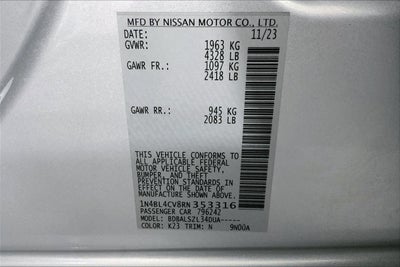 MFD BY NISSAN MOTOR CO., LTD.
DATE: 11/23
GVWR: 1963 KG
4328 LB
GAWR FR.: 1097 KG
2418 LB
GAWR RR.: 945 KG
2083 LB
THIS VEHICLE CONFORMS TO
ALL APPLICABLE FEDERAL
MOTOR VEHICLE SAFETY,
BUMPER, AND THEFT
PREVENTION STANDARDS
IN EFFECT ON THE DATE OF
MANUFACTURE SHOWN ABOVE.
1N4BL4CV8RN353316
PASSENGER CAR 796242
MODEL: BDBALSZL34DUA-----
COLOR: K23 TRIM: N 9N00A